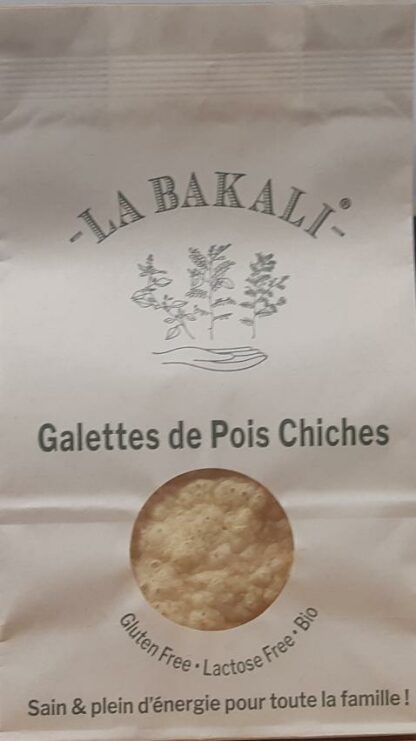 -LA BAKALI®-
Galettes de Pois Chiches
Gluten Free • Lactose Free • Bio
Sain & plein d'énergie pour toute la famille !